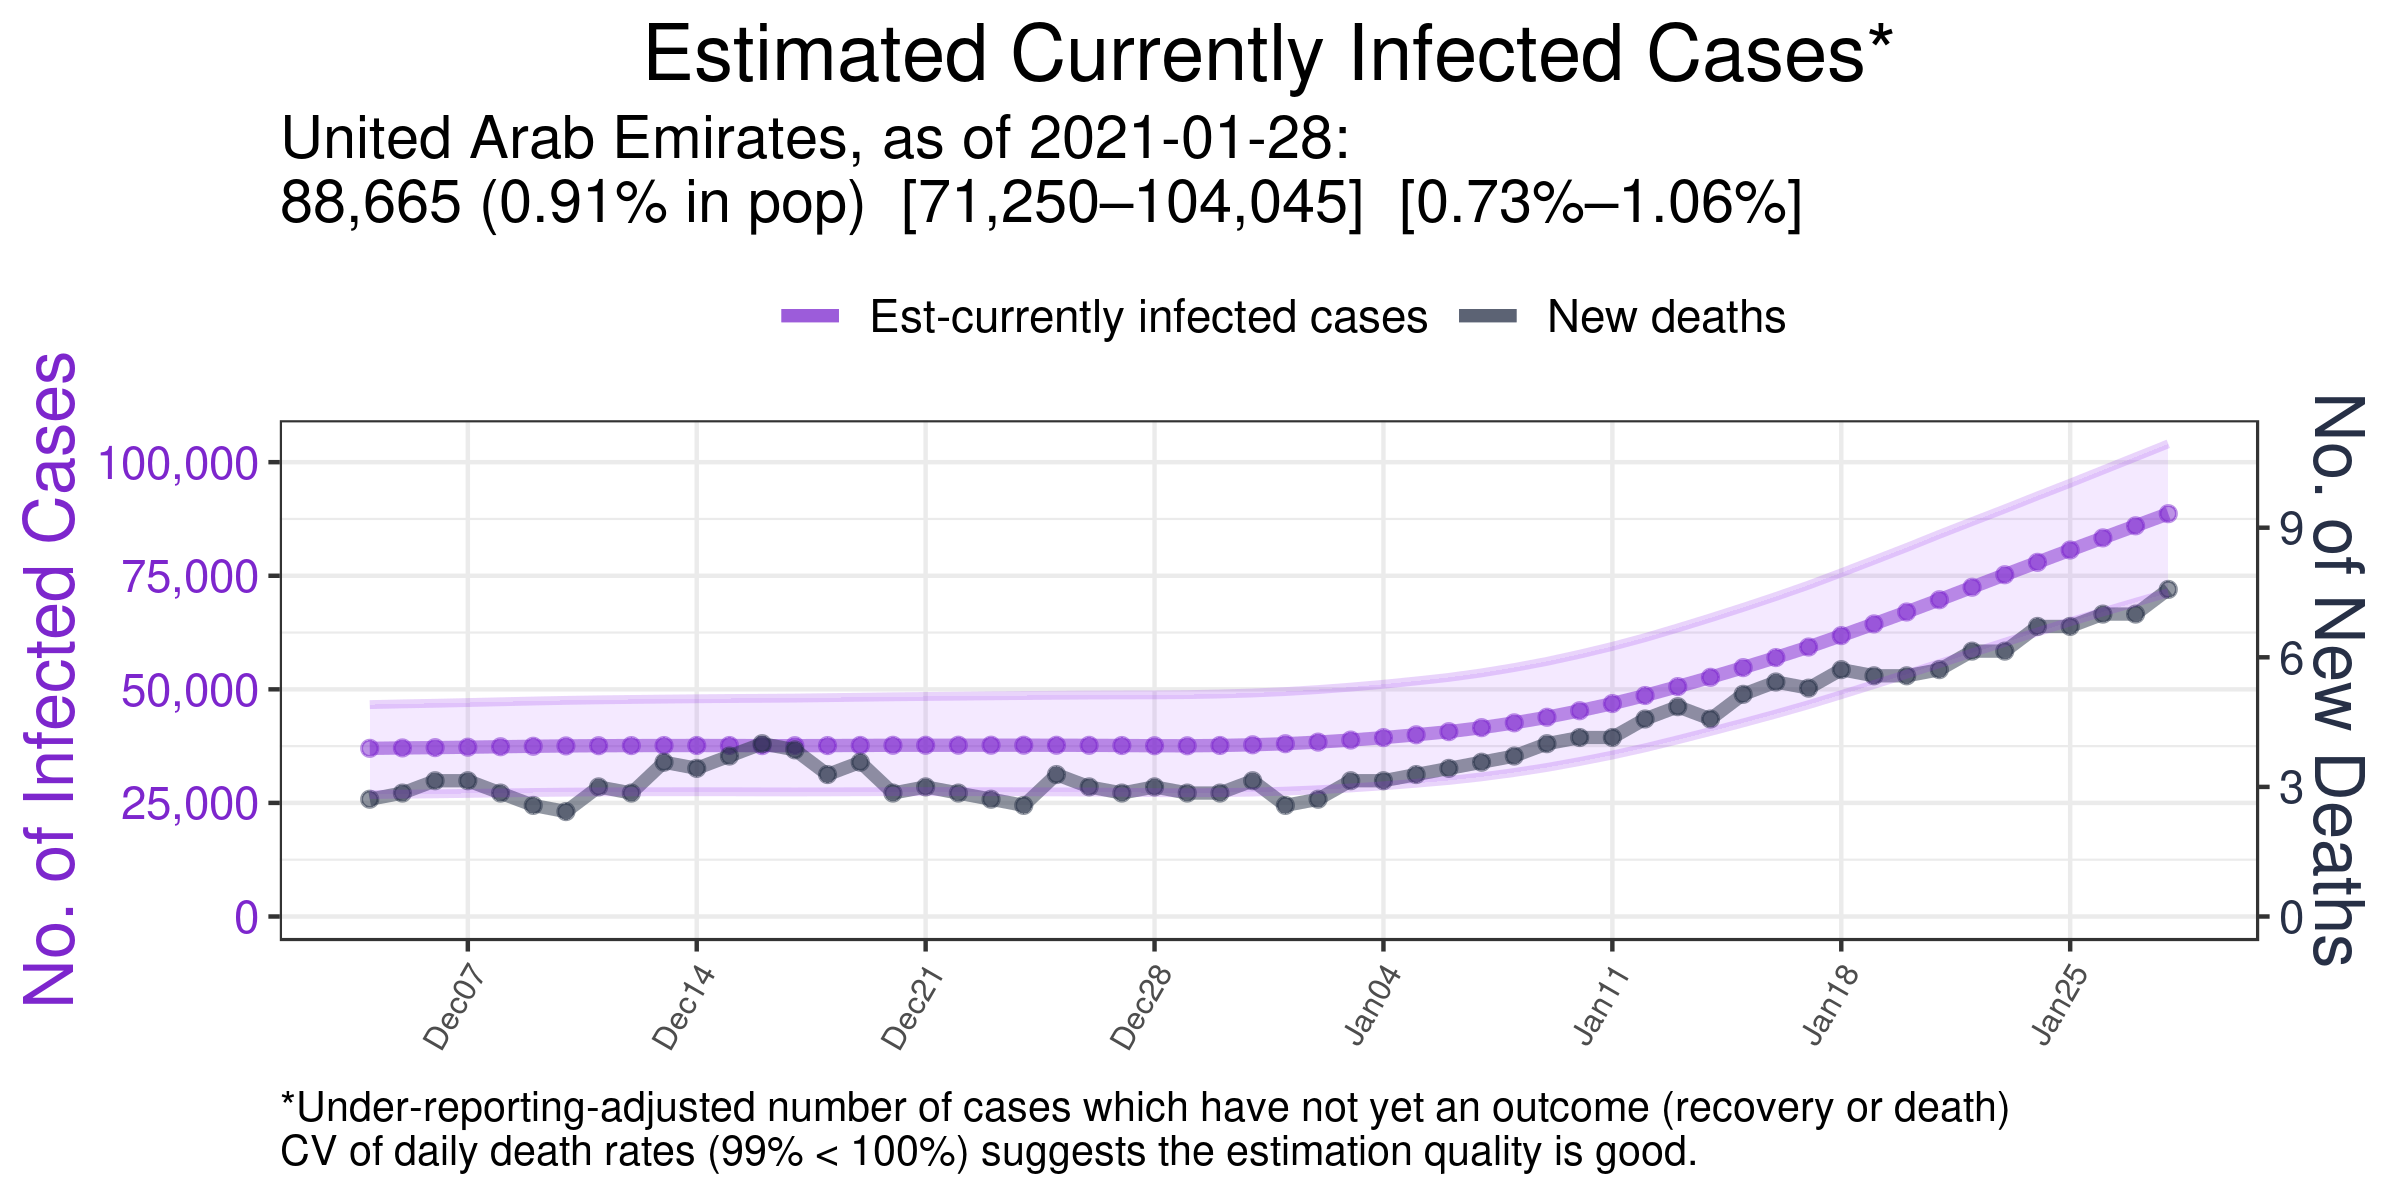 Estimated Currently Infected Cases*
United Arab Emirates, as of 2021-01-28:
88,665 (0.91% in pop)  [71,250–104,045]  [0.73%–1.06%]
Est-currently infected cases
New deaths
No. of Infected Cases
100,000
75,000
50,000
25,000
0
No. of New Deaths
9
6
3
0
Dec07
Dec14
Dec21
Dec28
Jan04
Jan11
Jan18
Jan25
*Under-reporting-adjusted number of cases which have not yet an outcome (recovery or death)
CV of daily death rates (99% < 100%) suggests the estimation quality is good.